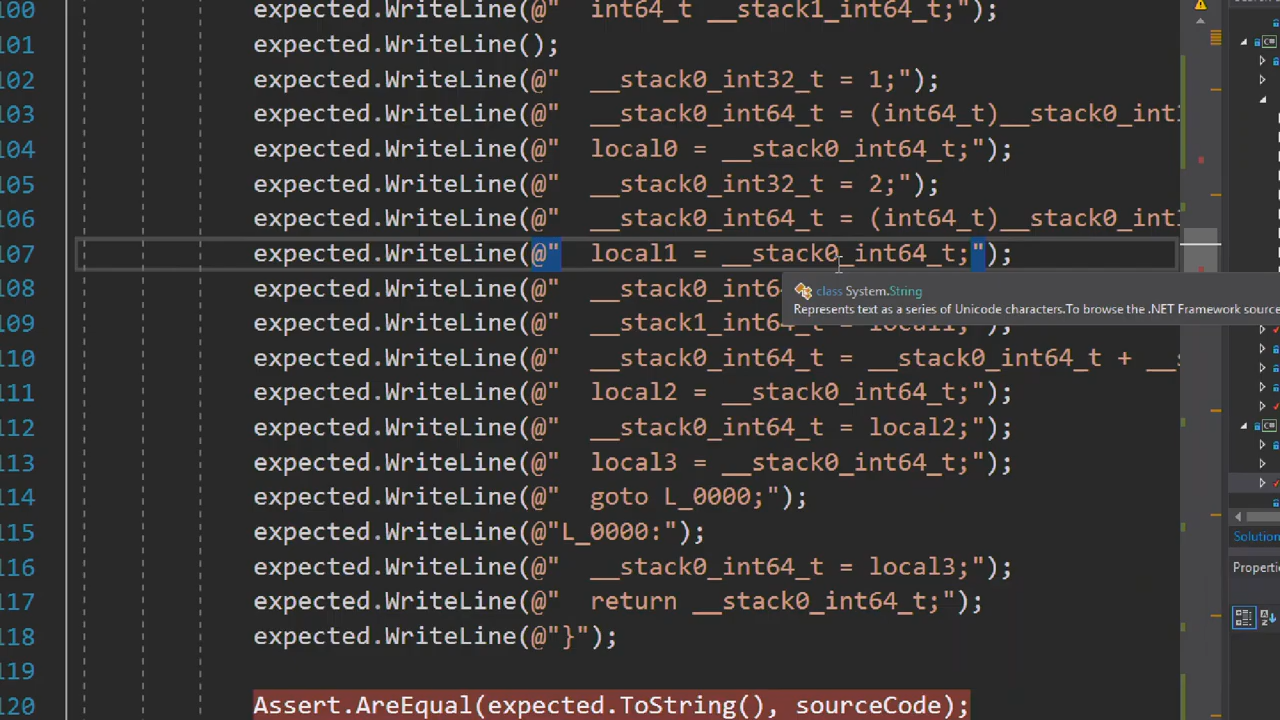 100 expected.WriteLine(@"  int64_t __stack1_int64_t;");
101 expected.WriteLine();
102 expected.WriteLine(@"  __stack0_int32_t = 1;");
103 expected.WriteLine(@"  __stack0_int64_t = (int64_t)__stack0_int
104 expected.WriteLine(@"  local0 = __stack0_int64_t;");
105 expected.WriteLine(@"  __stack0_int32_t = 2;");
106 expected.WriteLine(@"  __stack0_int64_t = (int64_t)__stack0_int
107 expected.WriteLine(@"  local1 = __stack0_int64_t;");
108 expected.WriteLine(@"  __stack0_int6
class System.String
Represents text as a series of Unicode characters.To browse the .NET Framework source
109 expected.WriteLine(@"  __stack1_int64_t = local1;");
110 expected.WriteLine(@"  __stack0_int64_t = __stack0_int64_t + __s
111 expected.WriteLine(@"  local2 = __stack0_int64_t;");
112 expected.WriteLine(@"  __stack0_int64_t = local2;");
113 expected.WriteLine(@"  local3 = __stack0_int64_t;");
114 expected.WriteLine(@"  goto L_0000;");
115 expected.WriteLine(@"L_0000:");
116 expected.WriteLine(@"  __stack0_int64_t = local3;");
117 expected.WriteLine(@"  return __stack0_int64_t;");
118 expected.WriteLine(@"}");
119
120 Assert.AreEqual(expected.ToString(), sourceCode);
Solution
Properti